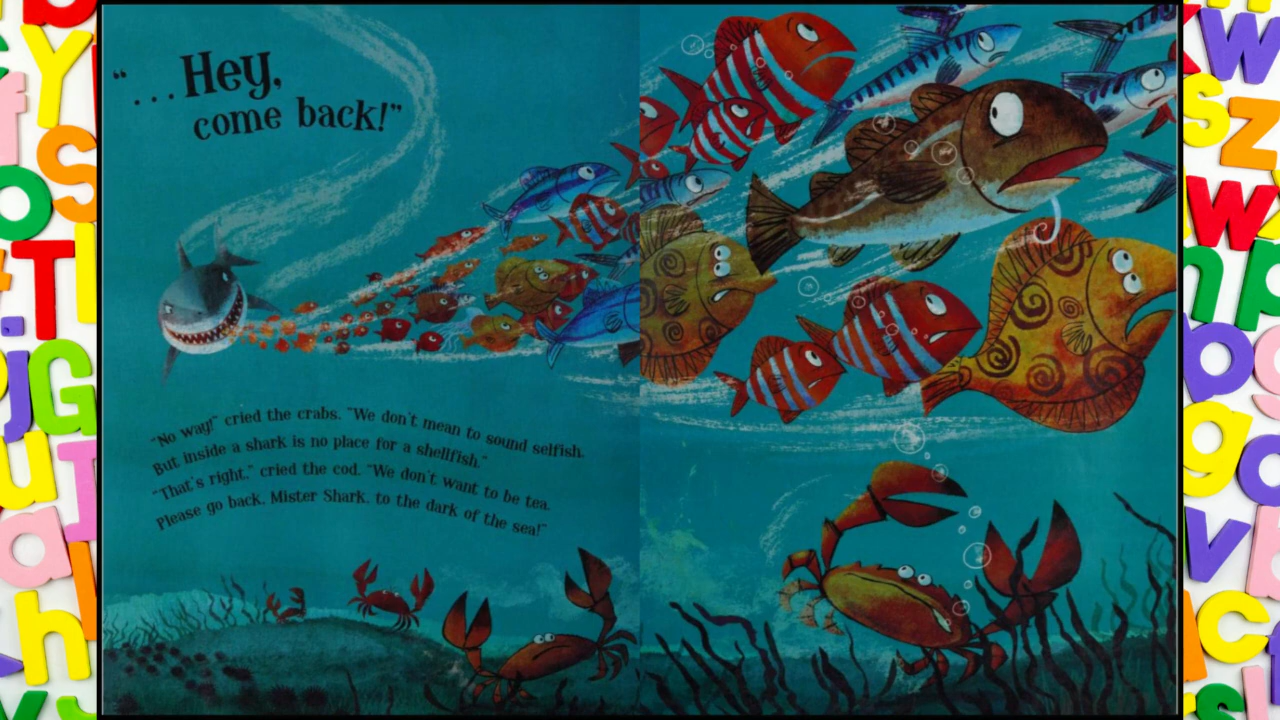 “...Hey,
come back!”
“No way!” cried the crabs. “We don't mean to sound selfish.
But inside a shark is no place for a shellfish.”
“That's right,” cried the cod. “We don't want to be tea.
Please go back, Mister Shark, to the dark of the sea!”